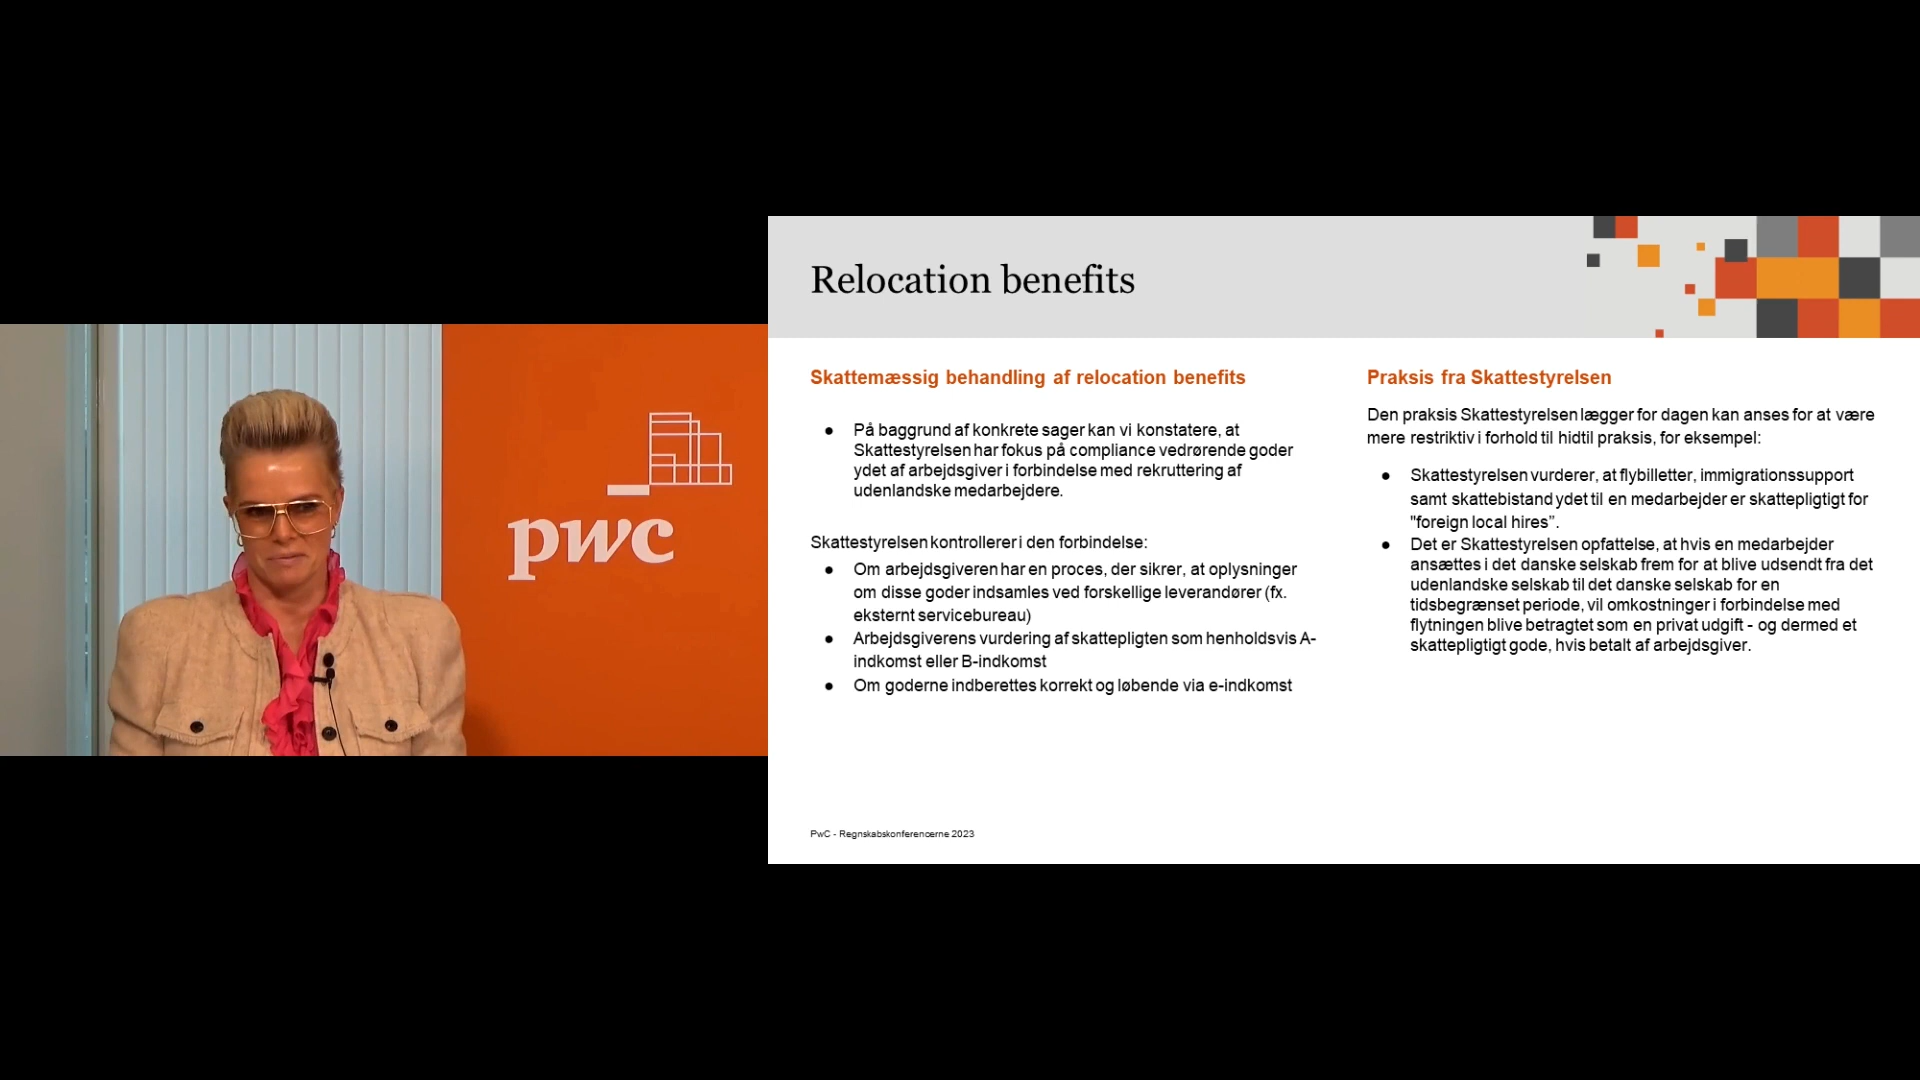 pwc
Relocation benefits
Skattemæssig behandling af relocation benefits
● På baggrund af konkrete sager kan vi konstatere, at
Skattestyrelsen har fokus på compliance vedrørende goder
ydet af arbejdsgiver i forbindelse med rekruttering af
udenlandske medarbejdere.
Skattestyrelsen kontrollerer i den forbindelse:
● Om arbejdsgiveren har en proces, der sikrer, at oplysninger
om disse goder indsamles ved forskellige leverandører (fx.
eksternt servicebureau)
● Arbejdsgiverens vurdering af skattepligten som henholdsvis A-
indkomst eller B-indkomst
● Om goderne indberettes korrekt og løbende via e-indkomst
Praksis fra Skattestyrelsen
Den praksis Skattestyrelsen lægger for dagen kan anses for at være
mere restriktiv i forhold til hidtil praksis, for eksempel:
● Skattestyrelsen vurderer, at flybilletter, immigrationssupport
samt skattebistand ydet til en medarbejder er skattepligtigt for
"foreign local hires”.
● Det er Skattestyrelsen opfattelse, at hvis en medarbejder
ansættes i det danske selskab frem for at blive udsendt fra det
udenlandske selskab til det danske selskab for en
tidsbegrænset periode, vil omkostninger i forbindelse med
flytningen blive betragtet som en privat udgift - og dermed et
skattepligtigt gode, hvis betalt af arbejdsgiver.
PwC - Regnskabskonferencerne 2023